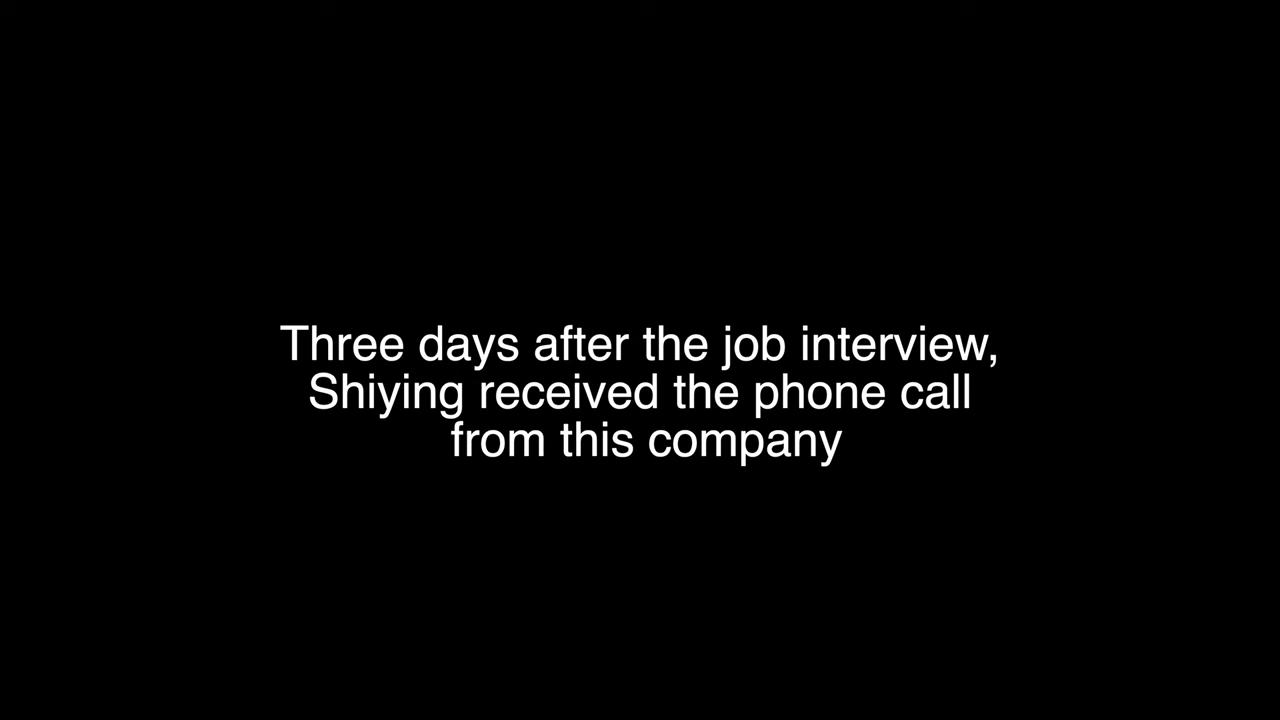 Three days after the job interview,
Shiying received the phone call
from this company